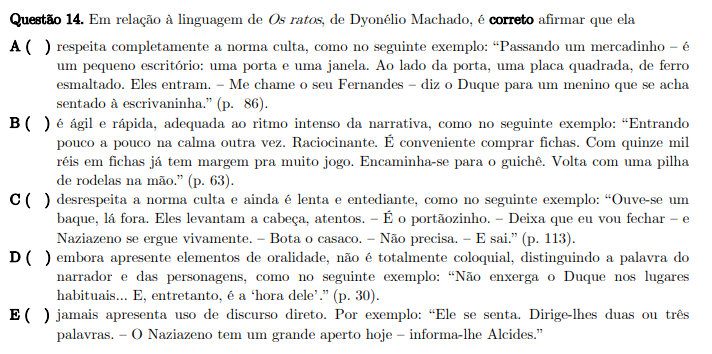 Questão 14. Em relação à linguagem de Os ratos, de Dyonélio Machado, é correto afirmar que ela
A ( ) respeita completamente a norma culta, como no seguinte exemplo: “Passando um mercadinho – é
um pequeno escritório: uma porta e uma janela. Ao lado da porta, uma placa quadrada, de ferro
esmaltado. Eles entram. – Me chame o seu Fernandes – diz o Duque para um menino que se acha
sentado à escrivaninha.” (p. 86).
B ( ) é ágil e rápida, adequada ao ritmo intenso da narrativa, como no seguinte exemplo: “Entrando
pouco a pouco na calma outra vez. Raciocinante. É conveniente comprar fichas. Com quinze mil
réis em fichas já tem margem pra muito jogo. Encaminha-se para o guichê. Volta com uma pilha
de rodelas na mão.” (p. 63).
C ( ) desrespeita a norma culta e ainda é lenta e entediante, como no seguinte exemplo: “Ouve-se um
baque, lá fora. Eles levantam a cabeça, atentos. – É o portãozinho. – Deixa que eu vou fechar – e
Naziazeno se ergue vivamente. – Bota o casaco. – Não precisa. – E sai.” (p. 113).
D ( ) embora apresente elementos de oralidade, não é totalmente coloquial, distinguindo a palavra do
narrador e das personagens, como no seguinte exemplo: “Não enxerga o Duque nos lugares
habituais... E, entretanto, é a ‘hora dele’.” (p. 30).
E ( ) jamais apresenta uso de discurso direto. Por exemplo: “Ele se senta. Dirige-lhes duas ou três
palavras. – O Naziazeno tem um grande aperto hoje – informa-lhe Alcides.”